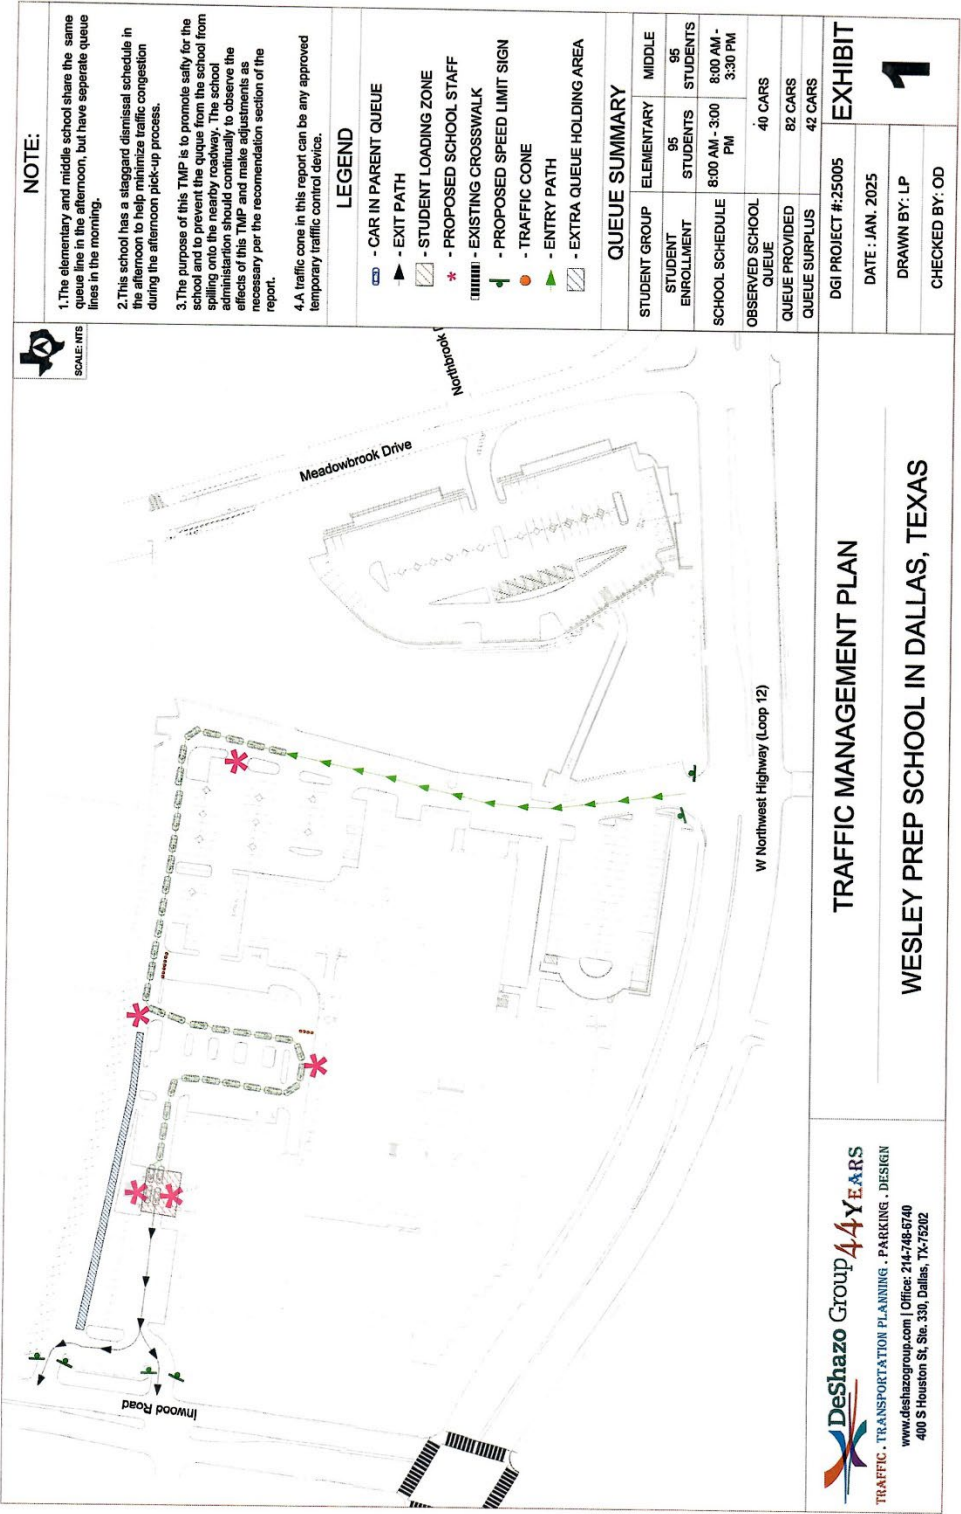 NOTE:
1.The elementary and middle school share the same
queue line in the afternoon, but have seperate queue
lines in the morning.
2.This school has a staggard dismissal schedule in
the afternoon to help minimize traffic congestion
during the afternoon pick-up process.
3.The purpose of this TMP is to promote safty for the
school and to prevent the quque from the school from
spilling onto the nearby roadway. The school
administartion should continually to observe the
effects of this TMP and make adjustments as
necessary per the recomendation section of the
report.
4.A traffic cone in this report can be any approved
temporary traffic control device.
LEGEND
- CAR IN PARENT QUEUE
- EXIT PATH
- STUDENT LOADING ZONE
- PROPOSED SCHOOL STAFF
- EXISTING CROSSWALK
- PROPOSED SPEED LIMIT SIGN
- TRAFFIC CONE
- ENTRY PATH
- EXTRA QUEUE HOLDING AREA
QUEUE SUMMARY
STUDENT GROUP ELEMENTARY MIDDLE
STUDENT ENROLLMENT 95 STUDENTS 95 STUDENTS
SCHOOL SCHEDULE 8:00 AM - 3:00 PM 8:00 AM - 3:30 PM
OBSERVED SCHOOL QUEUE 40 CARS
QUEUE PROVIDED 82 CARS
QUEUE SURPLUS 42 CARS
DGI PROJECT #:25005
DATE : JAN. 2025
DRAWN BY: LP
CHECKED BY: OD
EXHIBIT
1
SCALE: NTS
Northbrook
Meadowbrook Drive
W Northwest Highway (Loop 12)
Inwood Road
TRAFFIC MANAGEMENT PLAN
WESLEY PREP SCHOOL IN DALLAS, TEXAS
DeShazo Group 44 YEARS
TRAFFIC . TRANSPORTATION PLANNING . PARKING . DESIGN
www.deshazogroup.com | Office: 214-748-6740
400 S Houston St, Ste. 330, Dallas, TX-75202